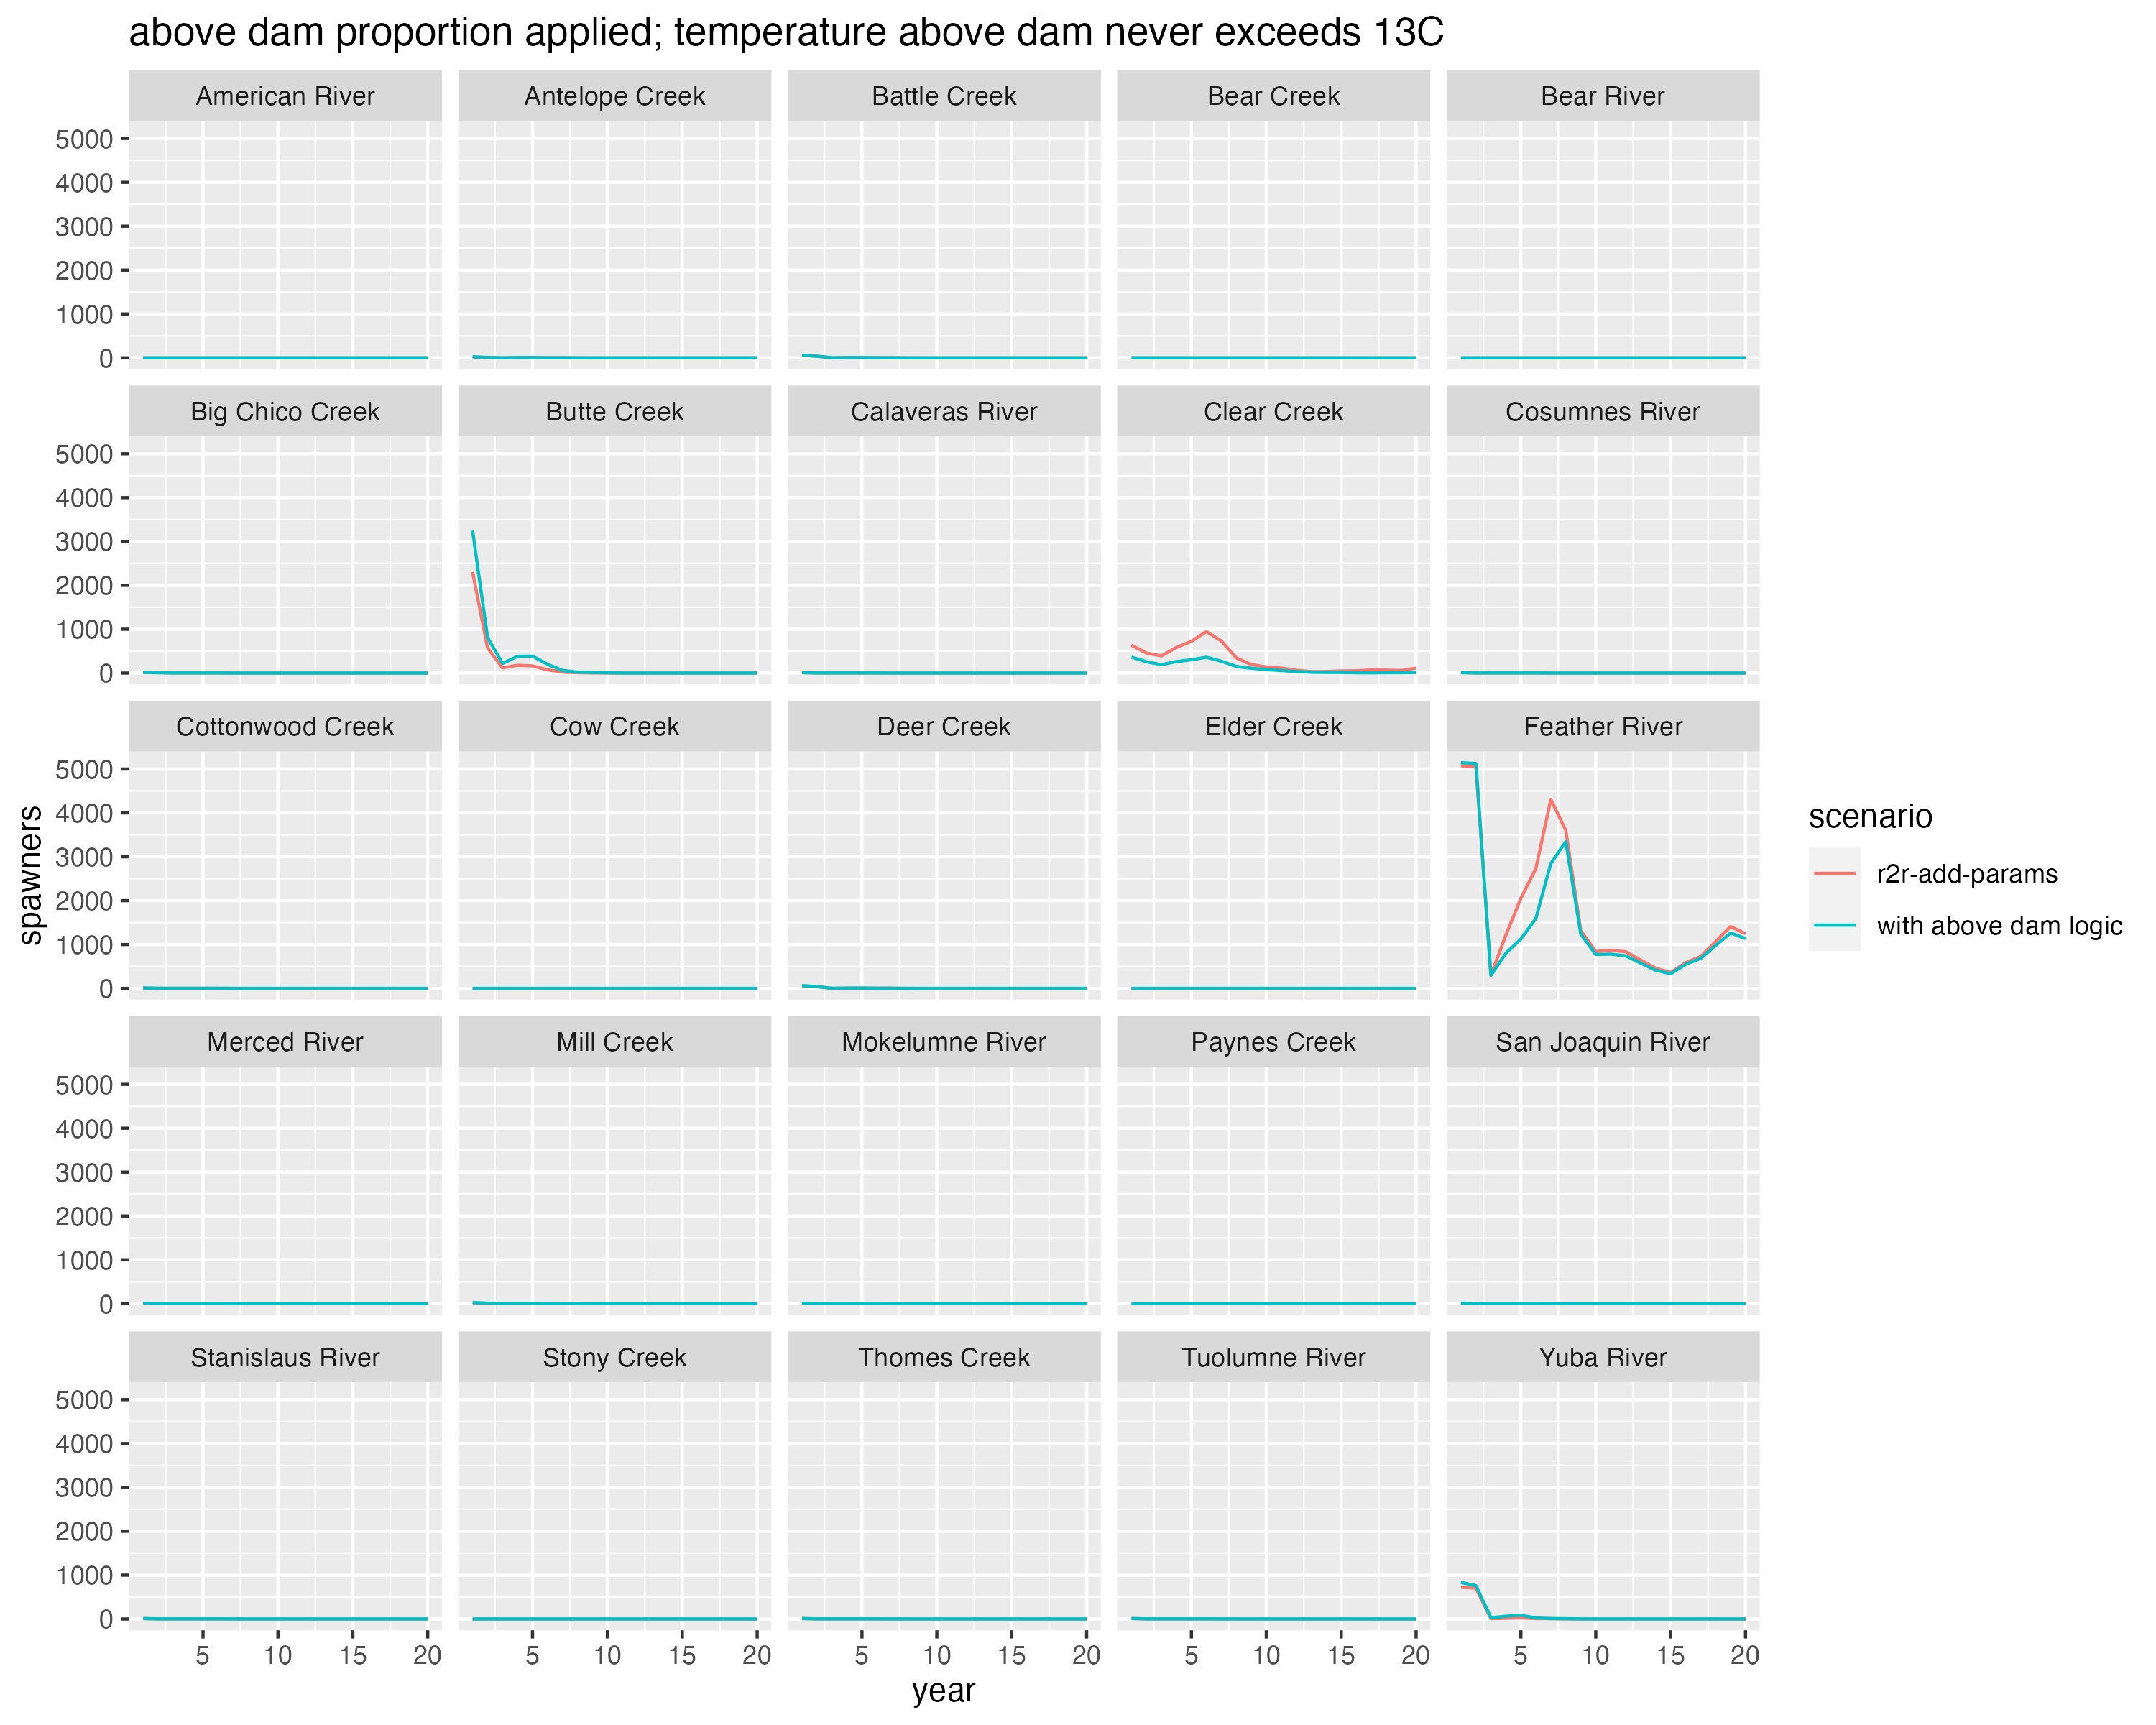 above dam proportion applied; temperature above dam never exceeds 13C
American River
Antelope Creek
Battle Creek
Bear Creek
Bear River
5000
4000
3000
2000
1000
0
Big Chico Creek
Butte Creek
Calaveras River
Clear Creek
Cosumnes River
5000
4000
3000
2000
1000
0
Cottonwood Creek
Cow Creek
Deer Creek
Elder Creek
Feather River
5000
4000
3000
2000
1000
0
Merced River
Mill Creek
Mokelumne River
Paynes Creek
San Joaquin River
5000
4000
3000
2000
1000
0
Stanislaus River
Stony Creek
Thomes Creek
Tuolumne River
Yuba River
5000
4000
3000
2000
1000
0
5 10 15 20
5 10 15 20
5 10 15 20
5 10 15 20
5 10 15 20
year
spawners
scenario
r2r-add-params
with above dam logic